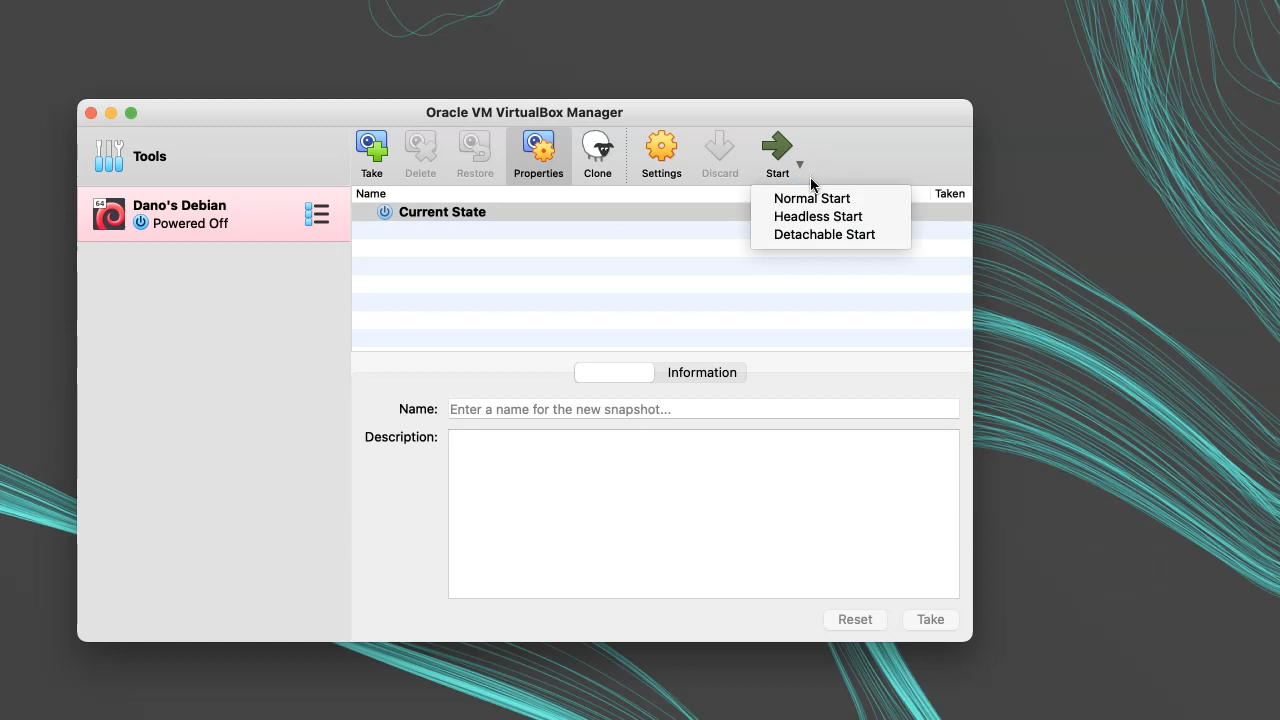 Oracle VM VirtualBox Manager
Tools
Take
Delete
Restore
Properties
Clone
Settings
Discard
Start
64
Dano's Debian
Powered Off
Name
Taken
Current State
Normal Start
Headless Start
Detachable Start
Information
Name:
Enter a name for the new snapshot...
Description:
Reset
Take